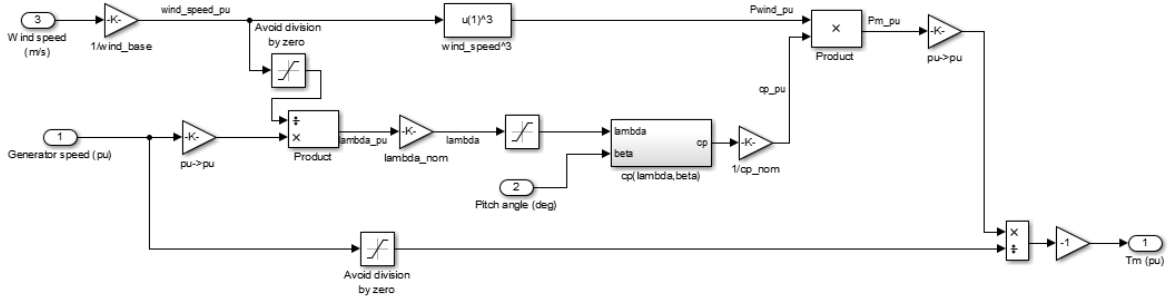 3
Wind speed
(m/s)
-K-
1/wind_base
wind_speed_pu
Avoid division
by zero
u(1)^3
wind_speed^3
Pwind_pu
×
Product
Pm_pu
-K-
pu->pu
cp_pu
1
Generator speed (pu)
-K-
pu->pu
÷
×
Product
lambda_pu
-K-
lambda_nom
lambda
lambda
beta
cp
cp(lambda,beta)
-K-
1/cp_nom
2
Pitch angle (deg)
Avoid division
by zero
×
÷
-1
1
Tm (pu)